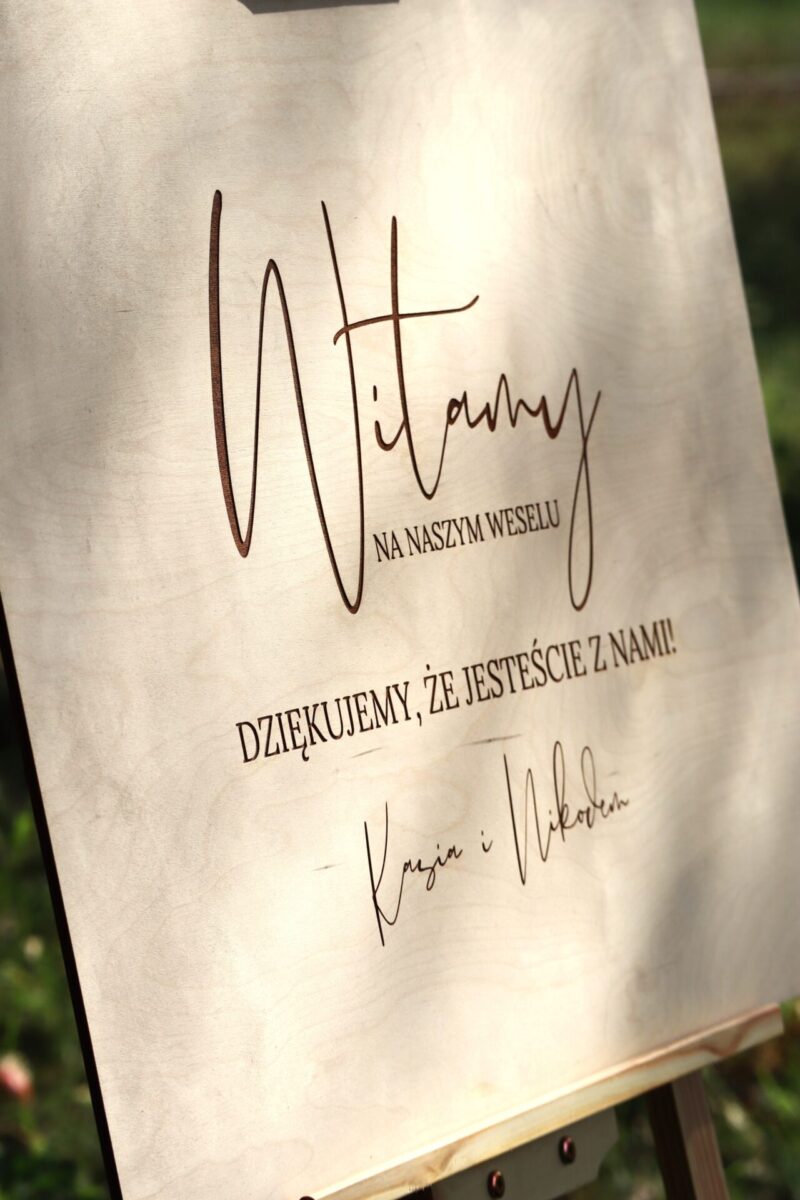 Witamy
NA NASZYM WESELU
DZIĘKUJEMY, ŻE JESTEŚCIE Z NAMI!
Kasia i Nikodem